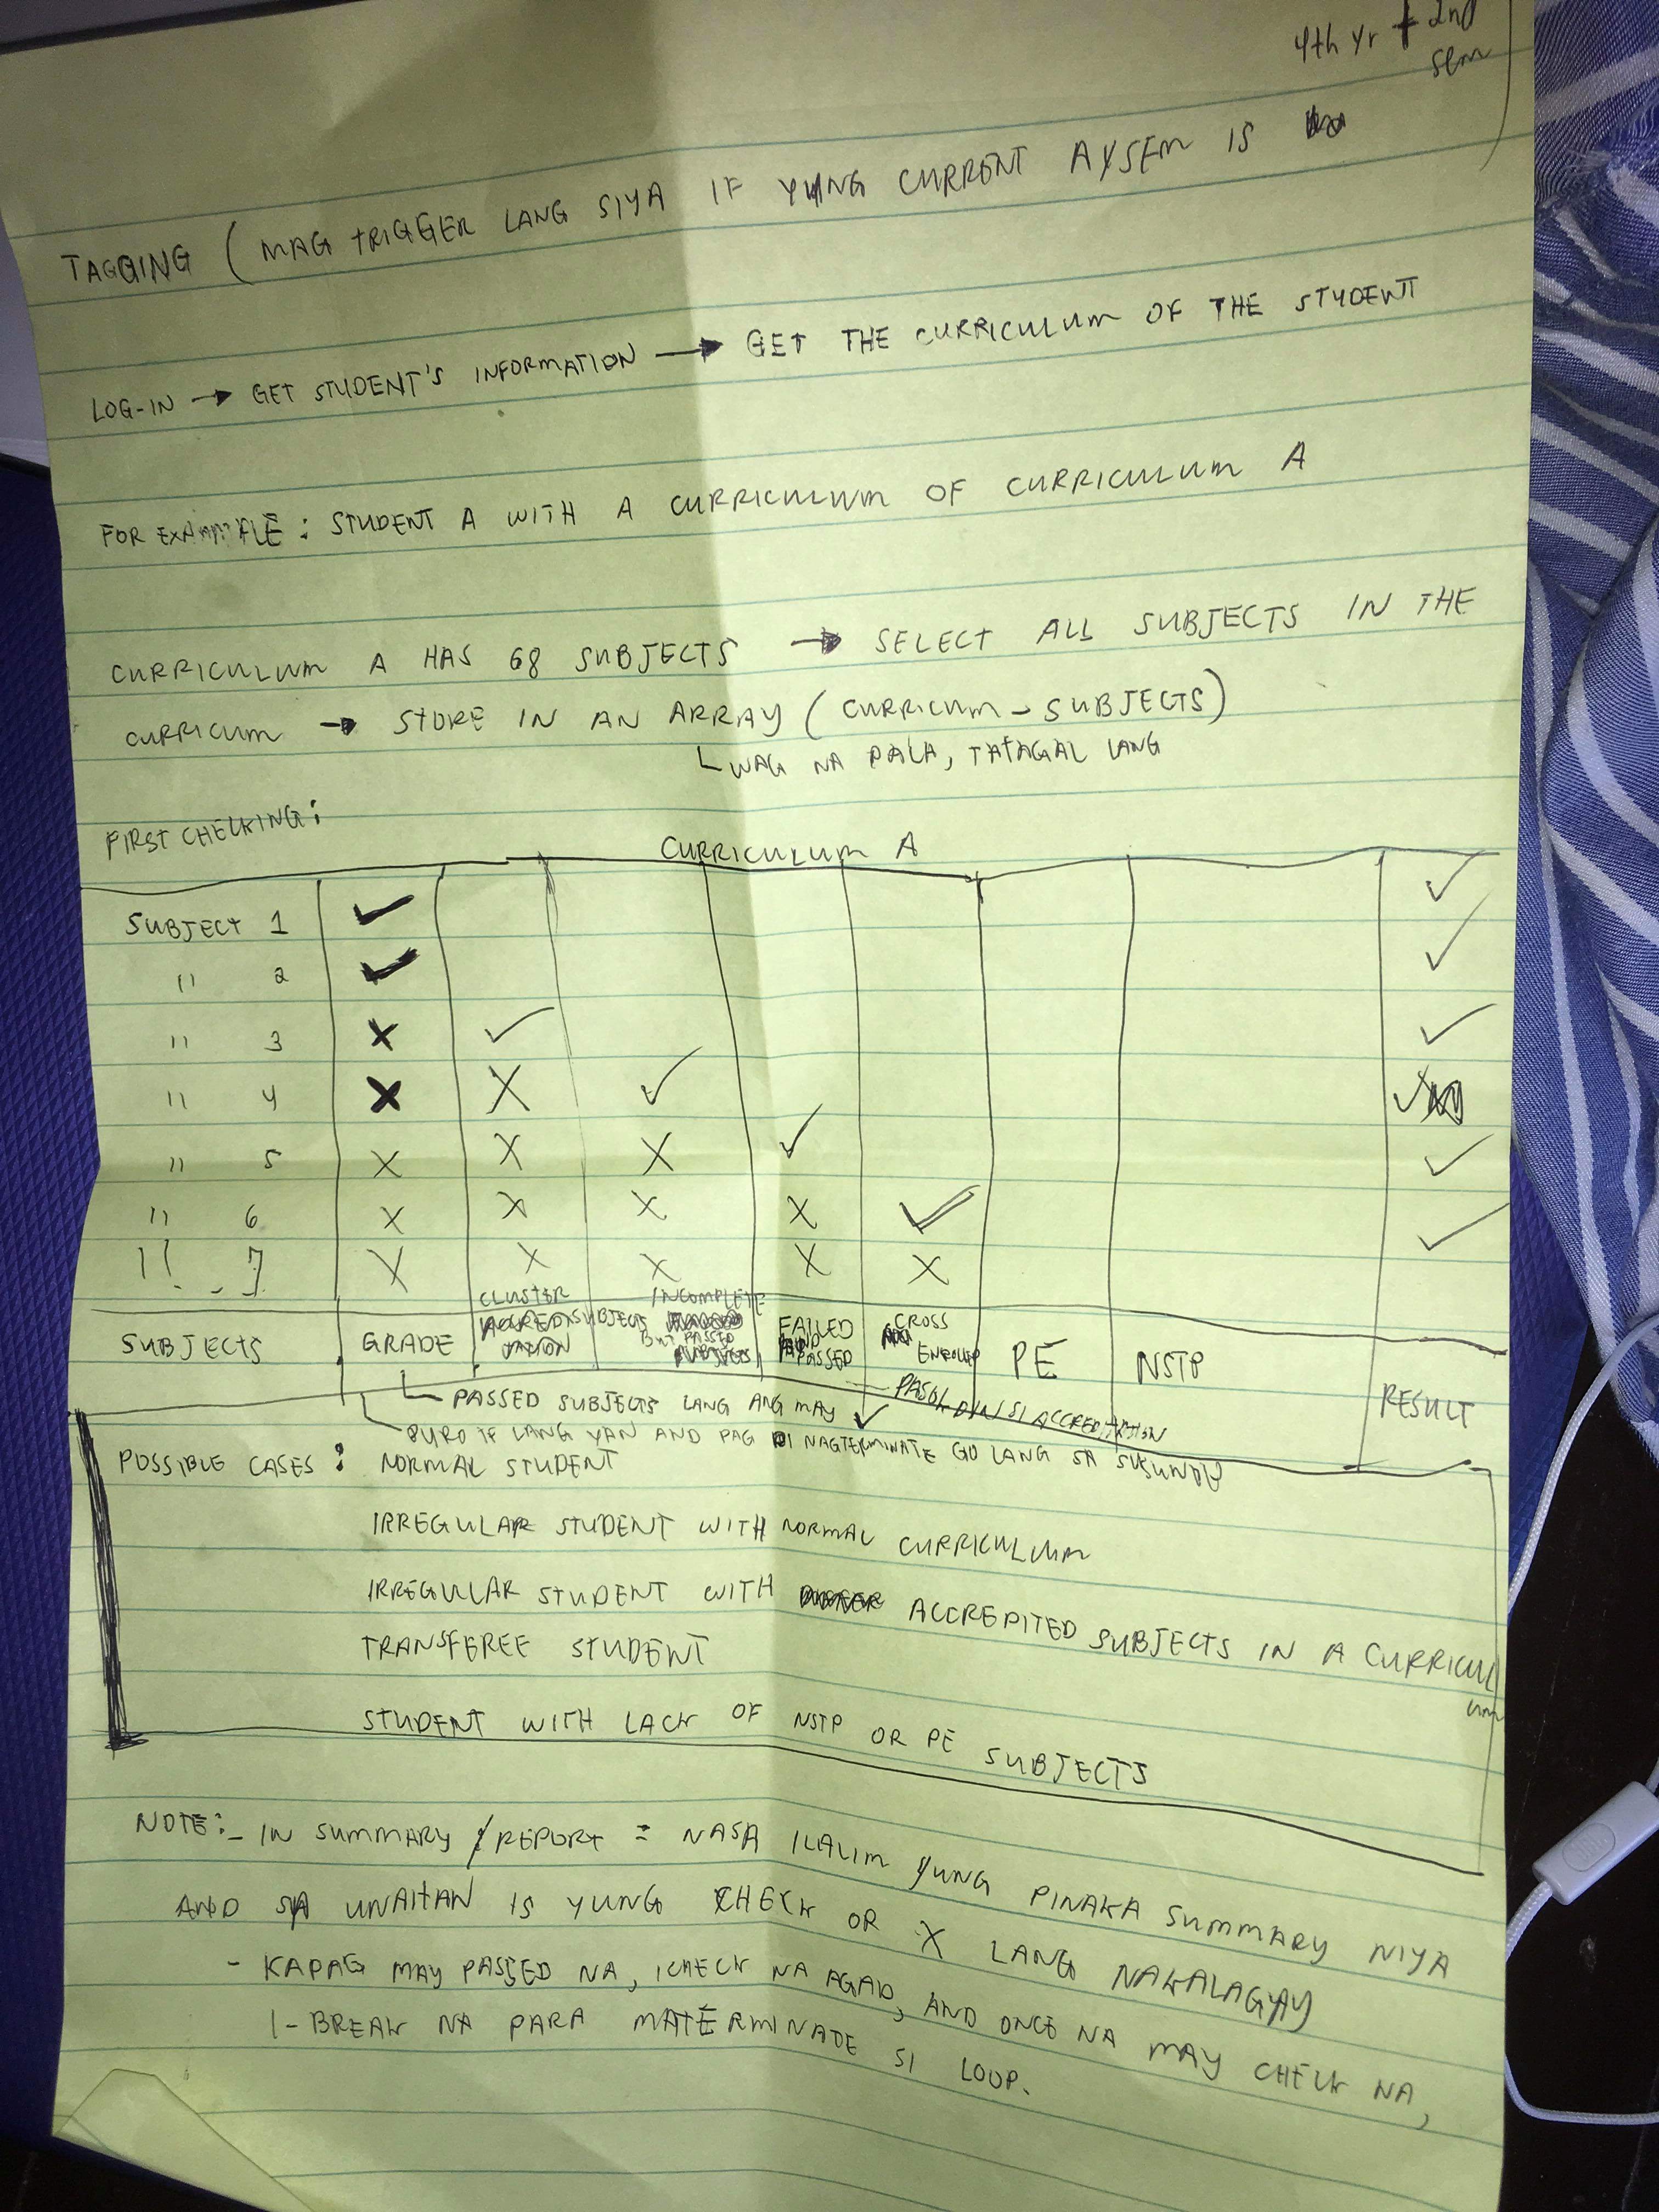 4th yr + 2nd
sem
TAGGING ( MAG TRIGGER LANG SIYA IF YUNG CURRENT AYSEM IS
LOG-IN → GET STUDENT'S INFORMATION → GET THE CURRICULUM OF THE STUDENT
FOR EXAMPLE : STUDENT A WITH A CURRICULUM OF CURRICULUM A
CURRICULUM A HAS 68 SUBJECTS → SELECT ALL SUBJECTS IN THE
CURRICUM → STORE IN AN ARRAY ( CURRICUM - SUBJECTS)
WAG NA PALA, TATAGAL LANG
FIRST CHECKING :
CURRICULUM A
SUBJECT 1 ✓ ✓
" 2 ✓ ✓
" 3 X ✓ ✓
" 4 X X ✓ ✓
" 5 X X X ✓ ✓
" 6 X X X X ✓ ✓
" 7 X X X X X
SUBJECTS GRADE CLUSTER SUBJECTS INCOMPLETE BUT PASSED FAILED PASSED CROSS ENROLLED PE NSTP RESULT
PASSED SUBJECTS LANG ANG MAY ✓
PASOK DIN SI ACCREDITATION
PURO IF LANG YAN AND PAG DI NAGTERMINATE GO LANG SA SUSUNOD
POSSIBLE CASES : NORMAL STUDENT
IRREGULAR STUDENT WITH NORMAL CURRICULUM
IRREGULAR STUDENT WITH ACCREDITED SUBJECTS IN A CURRICUL
um
TRANSFEREE STUDENT
STUDENT WITH LACK OF NSTP OR PE SUBJECTS
NOTE: - IN SUMMARY / REPORT = NASA ILALIM YUNG PINAKA SUMMARY NIYA
AND SA UNAHAN IS YUNG CHECK OR X LANG NAKALAGAY
- KAPAG MAY PASSED NA, ICHECK NA AGAD, AND ONCE NA MAY CHECK NA,
I-BREAK NA PARA MATERMINATE SI LOOP.